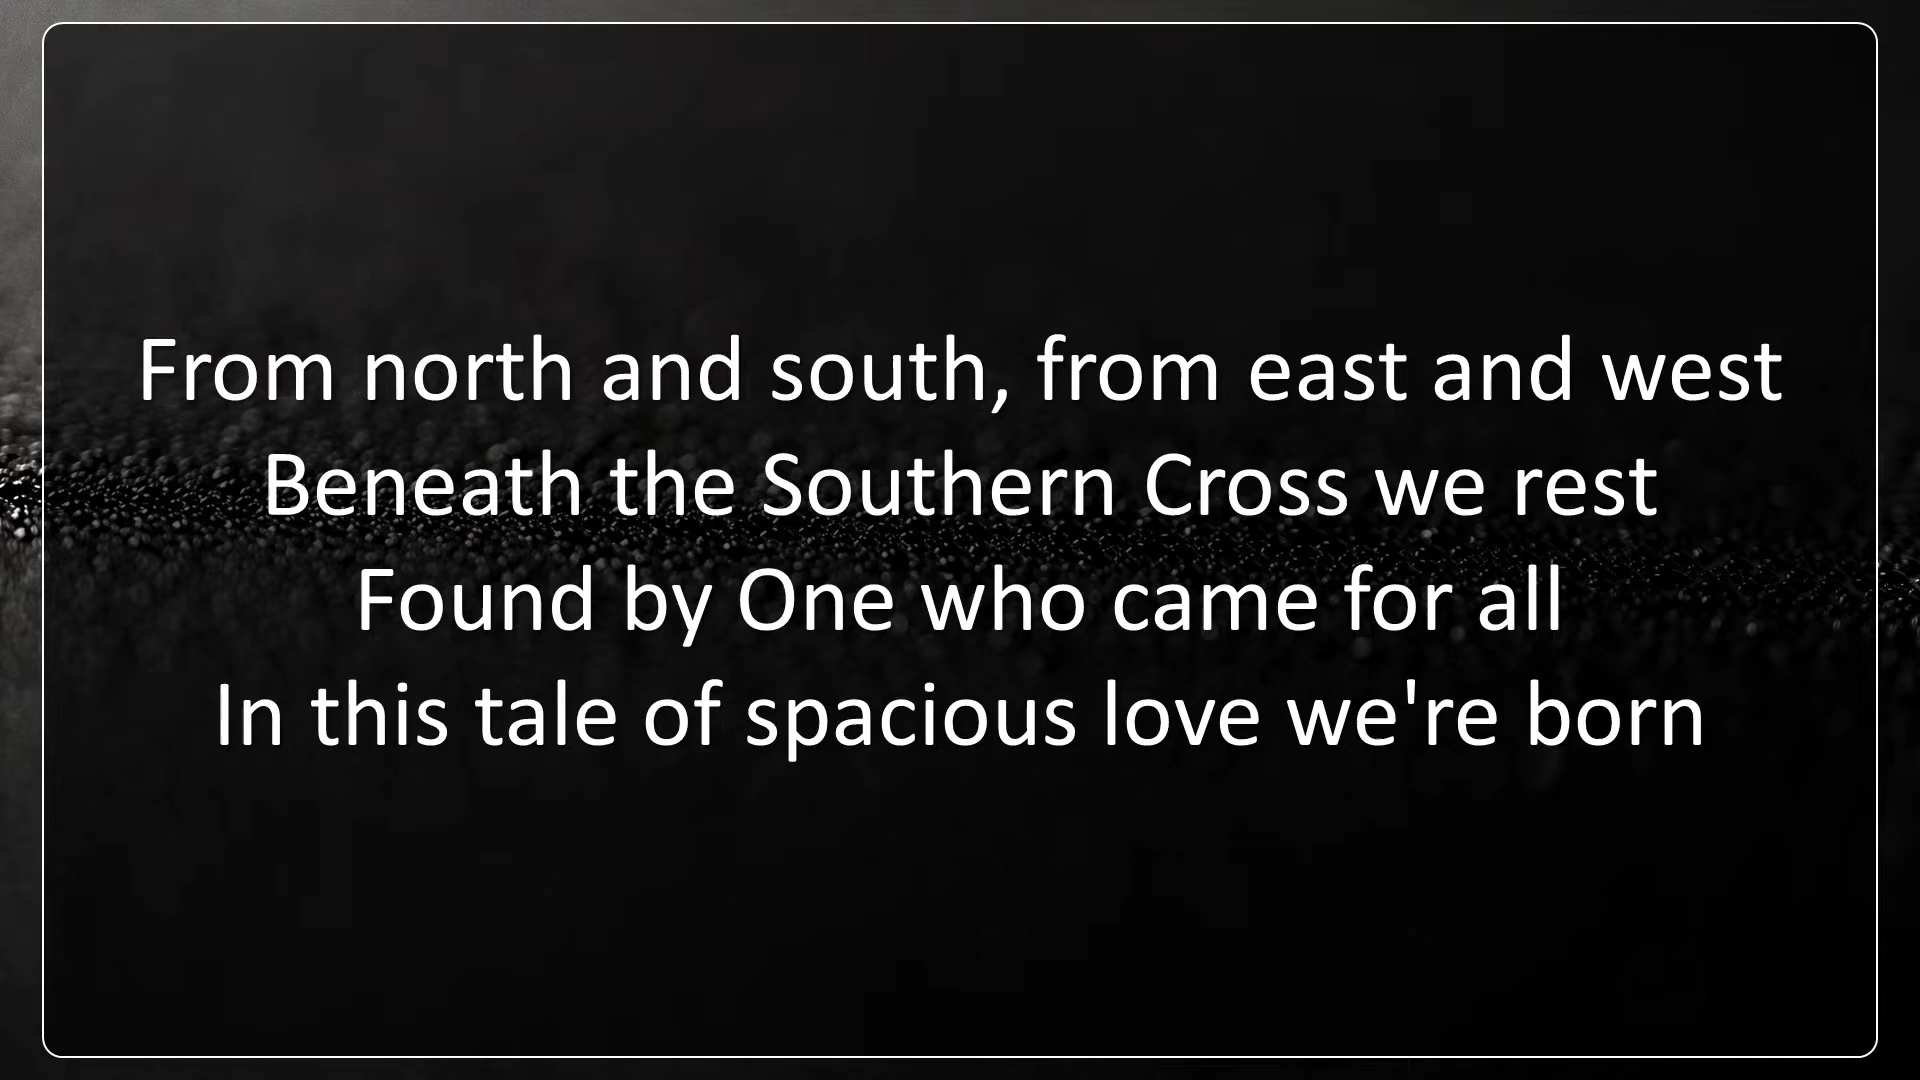 From north and south, from east and west
Beneath the Southern Cross we rest
Found by One who came for all
In this tale of spacious love we're born